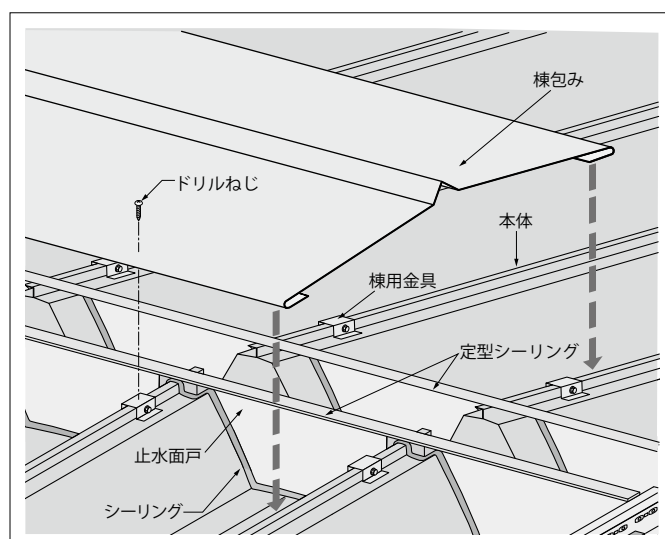 棟包み
ドリルねじ
本体
棟用金具
定型シーリング
止水面戸
シーリング